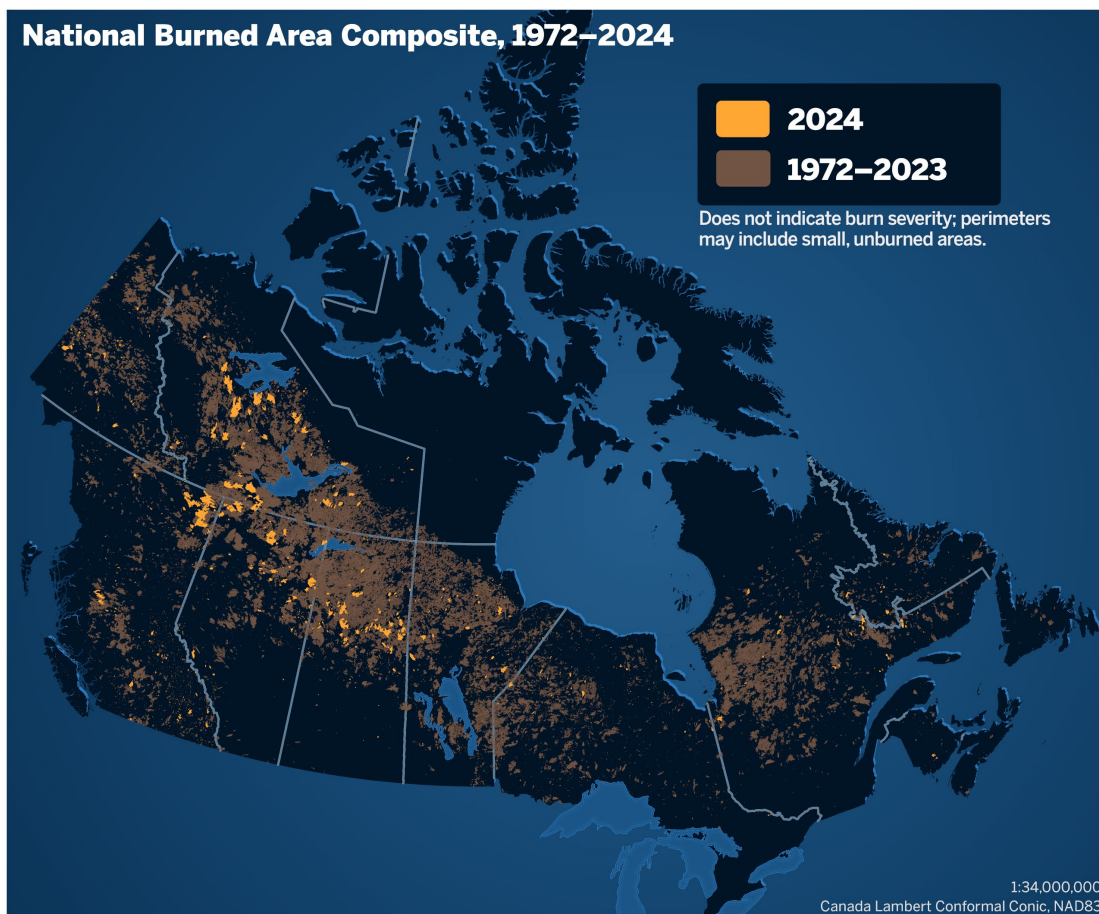 National Burned Area Composite, 1972–2024
2024
1972–2023
Does not indicate burn severity; perimeters
may include small, unburned areas.
1:34,000,000
Canada Lambert Conformal Conic, NAD83